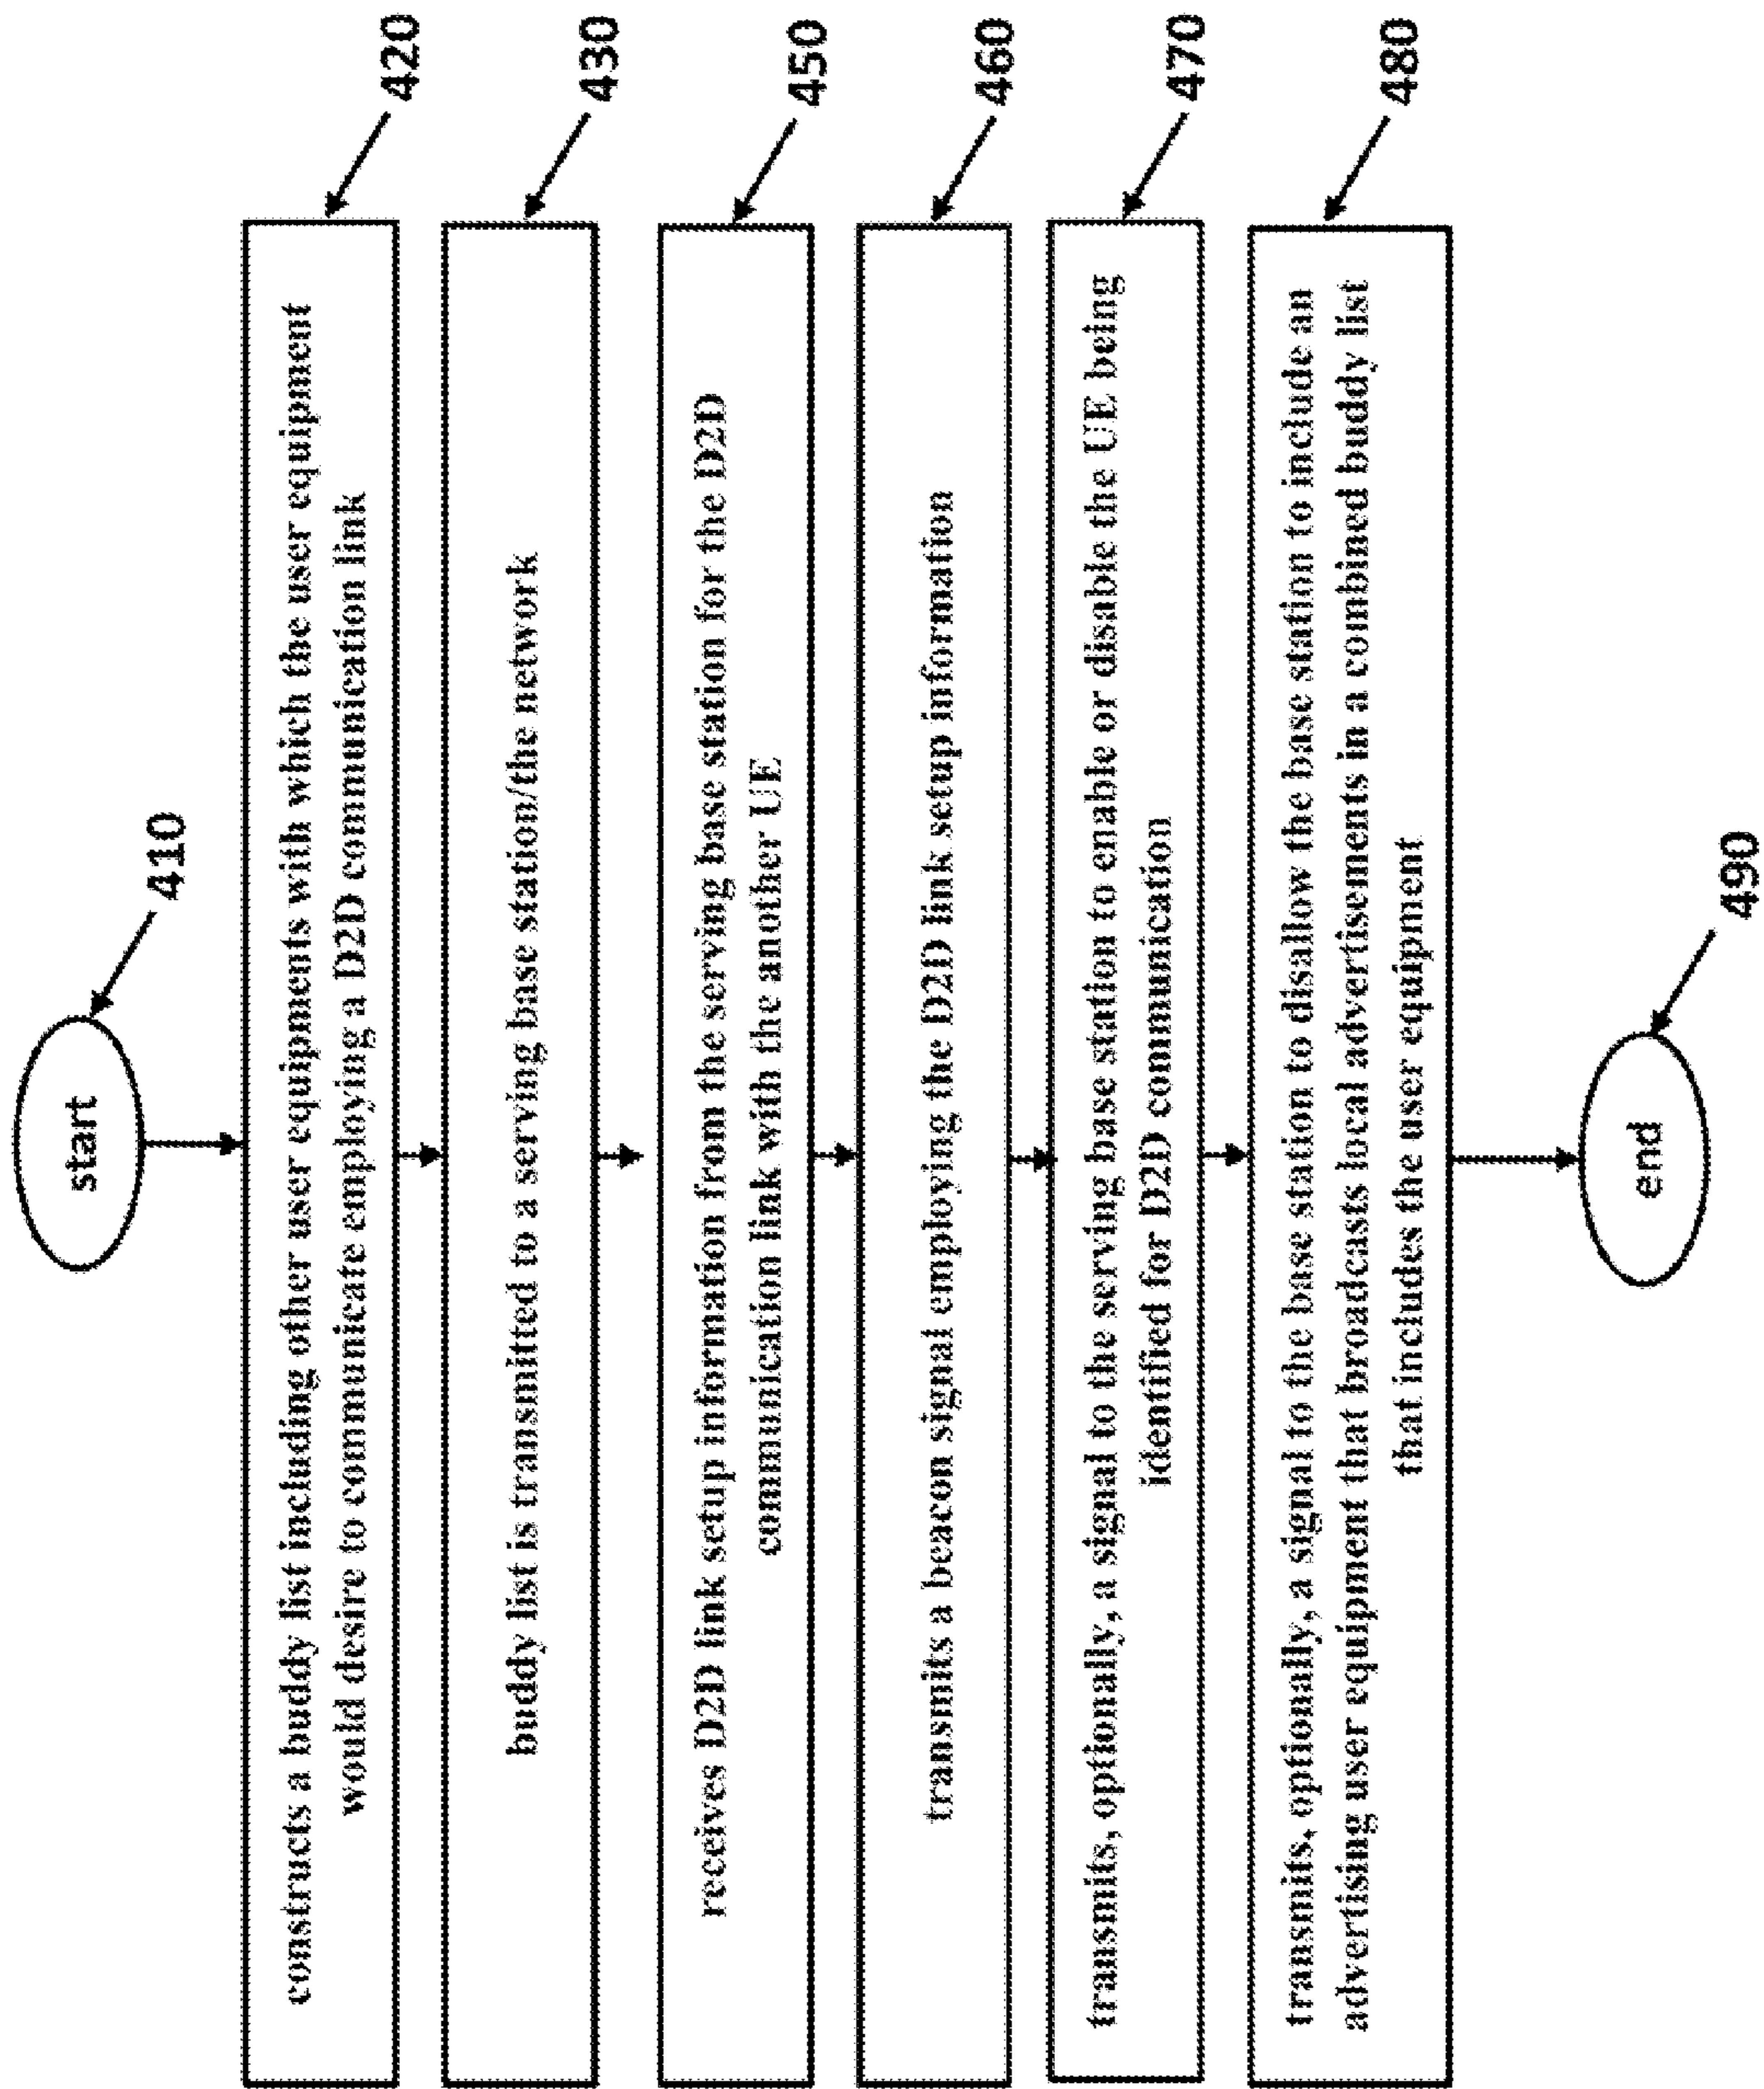 start
410
constructs a buddy list including other user equipments with which the user equipment
would desire to communicate employing a D2D communication link
420
buddy list is transmitted to a serving base station/the network
430
receives D2D link setup information from the serving base station for the D2D
communication link with the another UE
450
transmits a beacon signal employing the D2D link setup information
460
transmits, optionally, a signal to the serving base station to enable or disable the UE being
identified for D2D communication
470
transmits, optionally, a signal to the base station to disallow the base station to include an
advertising user equipment that broadcasts local advertisements in a combined buddy list
that includes the user equipment
480
end
490